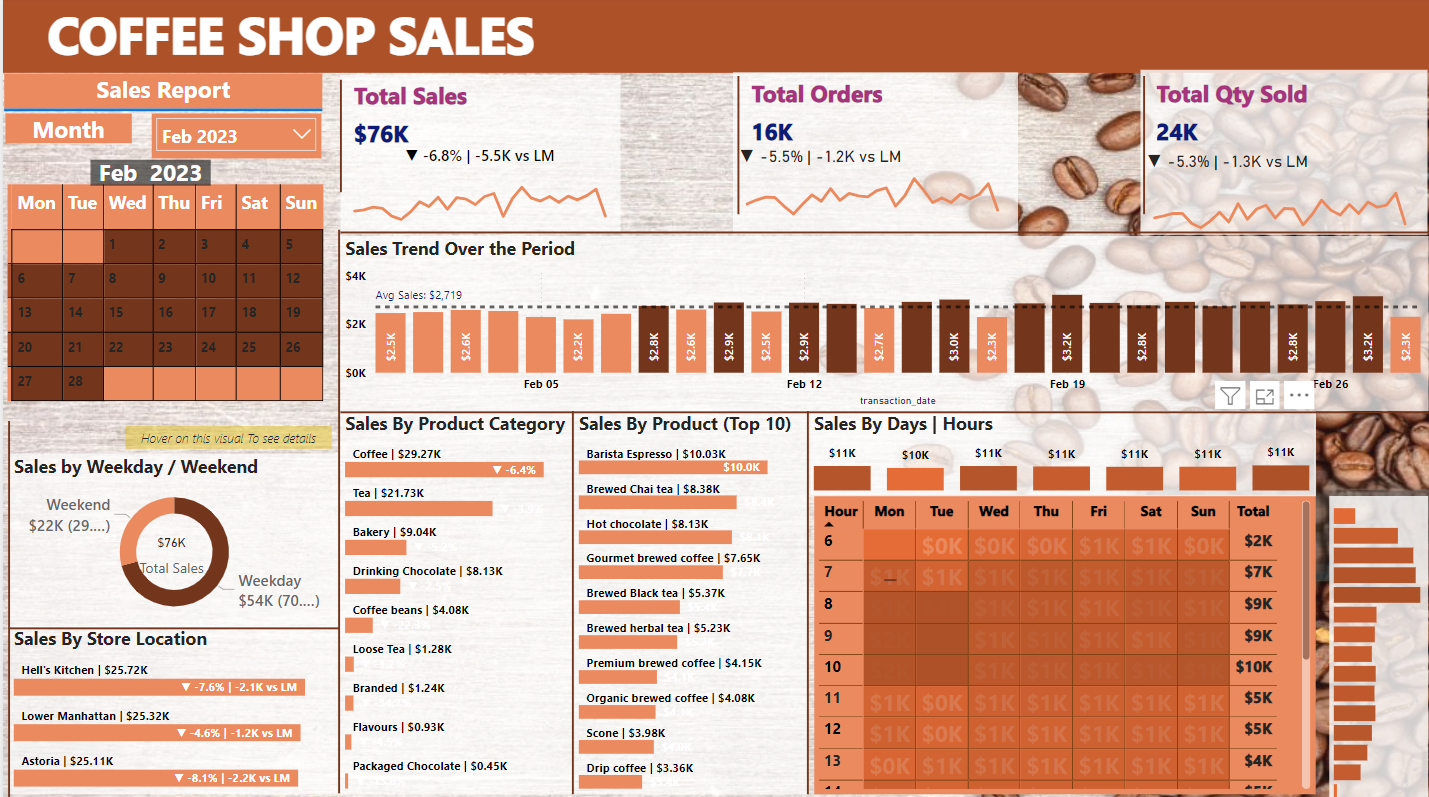 COFFEE SHOP SALES
Sales Report
Month
Feb 2023
Feb 2023
Mon Tue Wed Thu Fri Sat Sun
1 2 3 4 5
6 7 8 9 10 11 12
13 14 15 16 17 18 19
20 21 22 23 24 25 26
27 28
Total Sales
$76K
▼ -6.8% | -5.5K vs LM
Total Orders
16K
▼ -5.5% | -1.2K vs LM
Total Qty Sold
24K
▼ -5.3% | -1.3K vs LM
Sales Trend Over the Period
$4K
$2K
$0K
Avg Sales: $2,719
$2.5K $2.6K $2.2K $2.8K $2.6K $2.9K $2.5K $2.9K $2.7K $3.0K $2.3K $3.2K $2.8K $2.8K $3.2K $2.3K
Feb 05 Feb 12 Feb 19 Feb 26
transaction_date
Hover on this visual To see details
Sales by Weekday / Weekend
Weekend
$22K (29....)
$76K
Total Sales
Weekday
$54K (70....)
Sales By Store Location
Hell's Kitchen | $25.72K
▼ -7.6% | -2.1K vs LM
Lower Manhattan | $25.32K
▼ -4.6% | -1.2K vs LM
Astoria | $25.11K
▼ -8.1% | -2.2K vs LM
Sales By Product Category
Coffee | $29.27K
▼ -6.4%
Tea | $21.73K
Bakery | $9.04K
Drinking Chocolate | $8.13K
Coffee beans | $4.08K
Loose Tea | $1.28K
Branded | $1.24K
Flavours | $0.93K
Packaged Chocolate | $0.45K
Sales By Product (Top 10)
Barista Espresso | $10.03K
$10.0K
Brewed Chai tea | $8.38K
Hot chocolate | $8.13K
Gourmet brewed coffee | $7.65K
Brewed Black tea | $5.37K
Brewed herbal tea | $5.23K
Premium brewed coffee | $4.15K
Organic brewed coffee | $4.08K
Scone | $3.98K
Drip coffee | $3.36K
Sales By Days | Hours
$11K $10K $11K $11K $11K $11K $11K
Hour Mon Tue Wed Thu Fri Sat Sun Total
6 $0K $0K $0K $1K $1K $0K $2K
7 $1K $1K $1K $1K $1K $1K $1K $7K
8 $1K $1K $1K $1K $1K $9K
9 $1K $1K $1K $1K $1K $9K
10 $1K $1K $1K $1K $1K $10K
11 $1K $0K $1K $1K $1K $1K $1K $5K
12 $1K $0K $1K $1K $1K $1K $1K $5K
13 $0K $1K $1K $1K $1K $1K $1K $4K